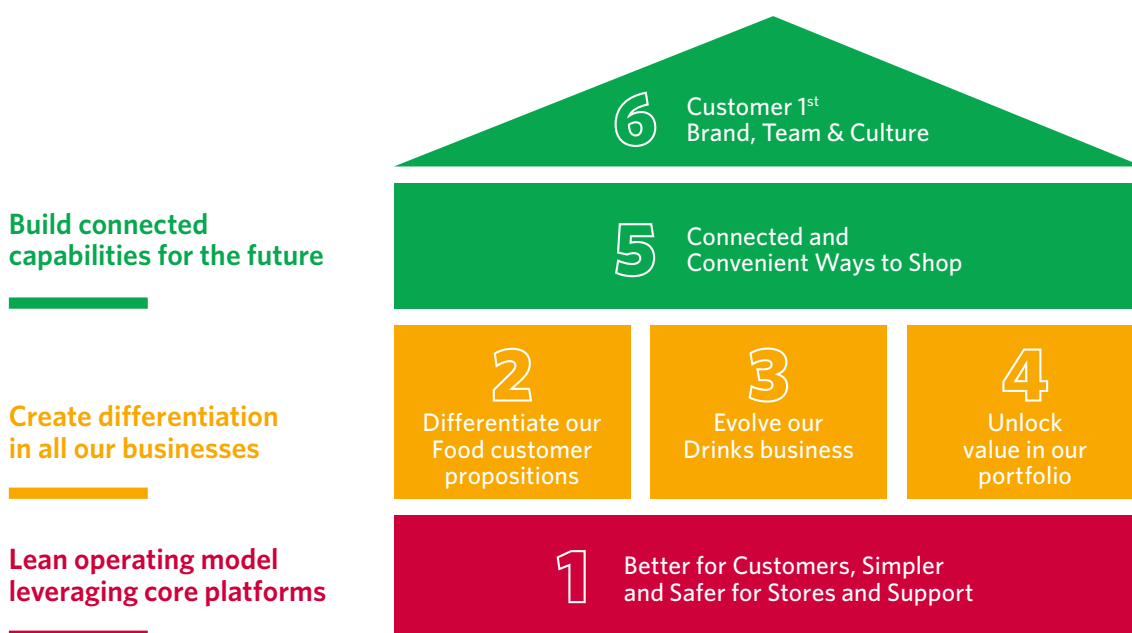 6
Customer 1st
Brand, Team & Culture
Build connected
capabilities for the future
5
Connected and
Convenient Ways to Shop
Create differentiation
in all our businesses
2
Differentiate our
Food customer
propositions
3
Evolve our
Drinks business
4
Unlock
value in our
portfolio
Lean operating model
leveraging core platforms
1
Better for Customers, Simpler
and Safer for Stores and Support